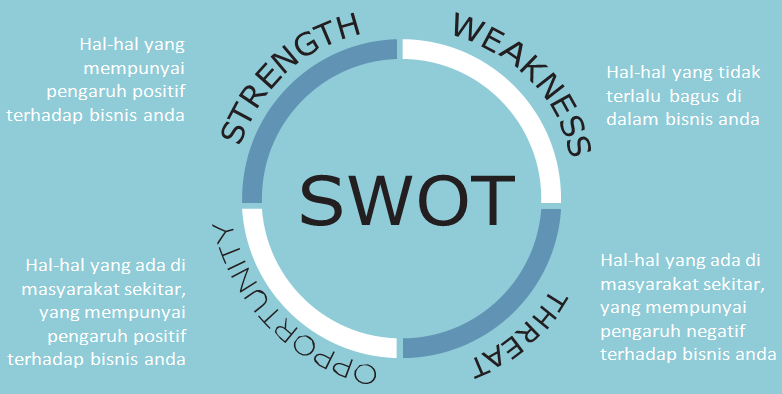 STRENGTH
Hal-hal yang
mempunyai
pengaruh positif
terhadap bisnis anda
WEAKNESS
Hal-hal yang tidak
terlalu bagus di
dalam bisnis anda
SWOT
OPPORTUNITY
Hal-hal yang ada di
masyarakat sekitar,
yang mempunyai
pengaruh positif
terhadap bisnis anda
THREAT
Hal-hal yang ada di
masyarakat sekitar,
yang mempunyai
pengaruh negatif
terhadap bisnis anda